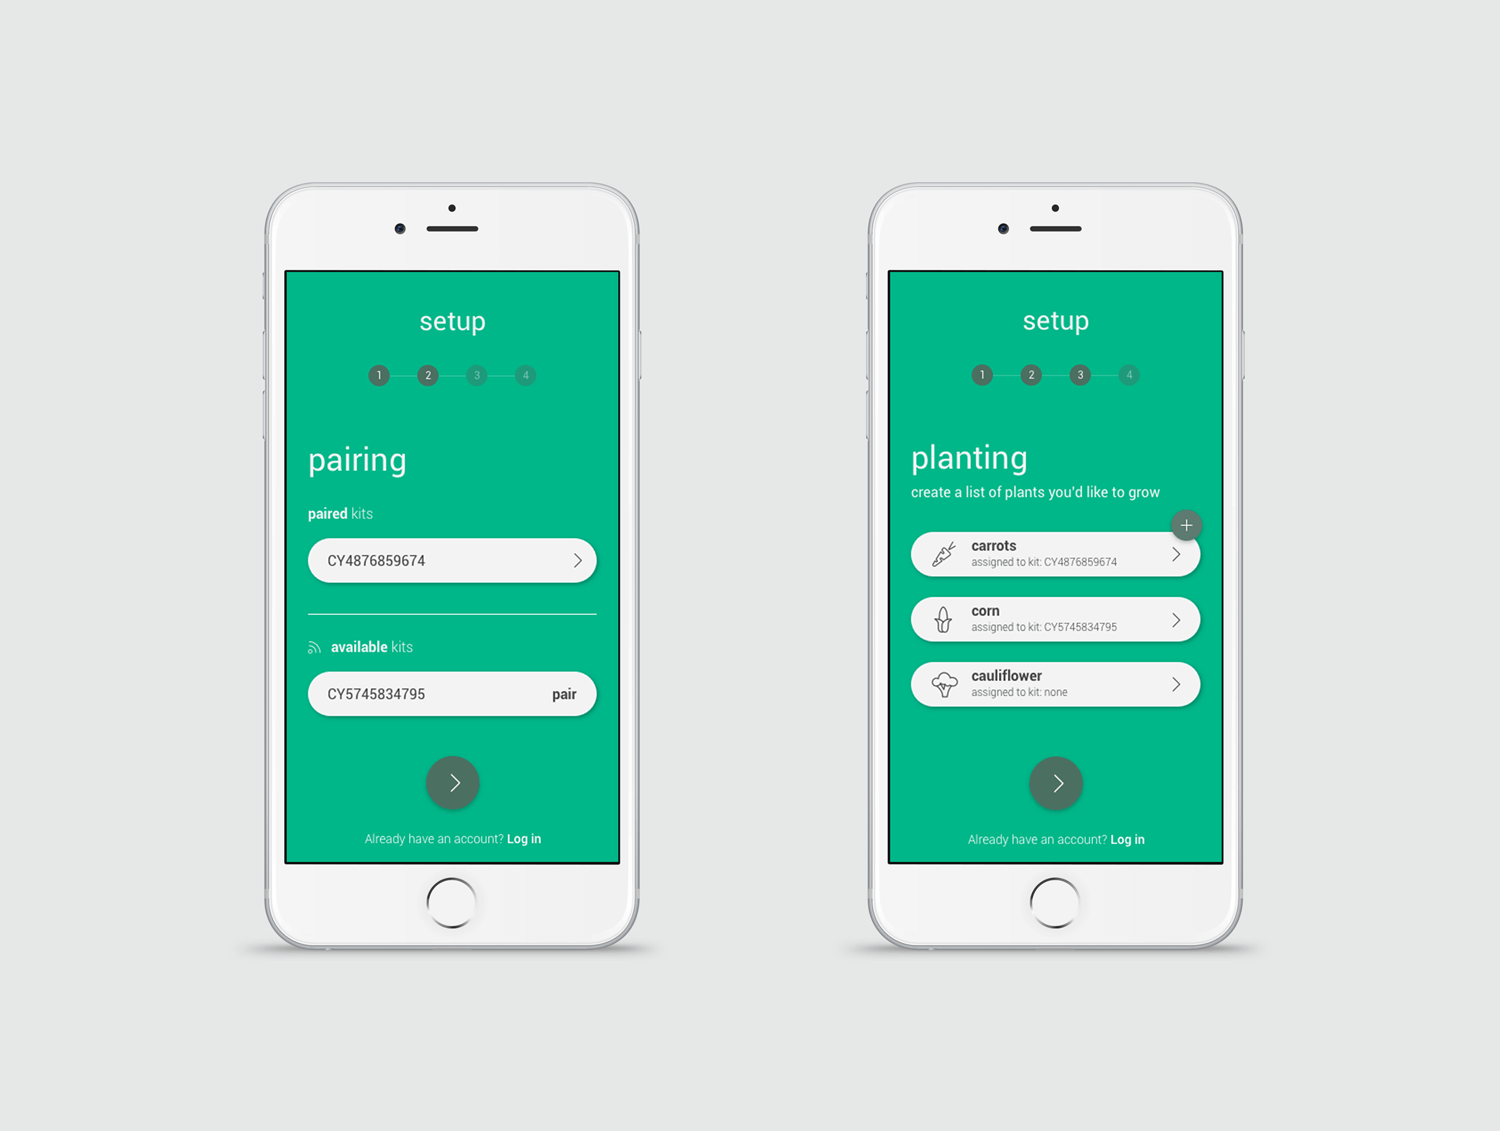 setup
1 2 3 4
pairing
paired kits
CY4876859674
available kits
CY5745834795 pair
Already have an account? Log in
setup
1 2 3 4
planting
create a list of plants you'd like to grow
+
carrots
assigned to kit: CY4876859674
corn
assigned to kit: CY5745834795
cauliflower
assigned to kit: none
Already have an account? Log in